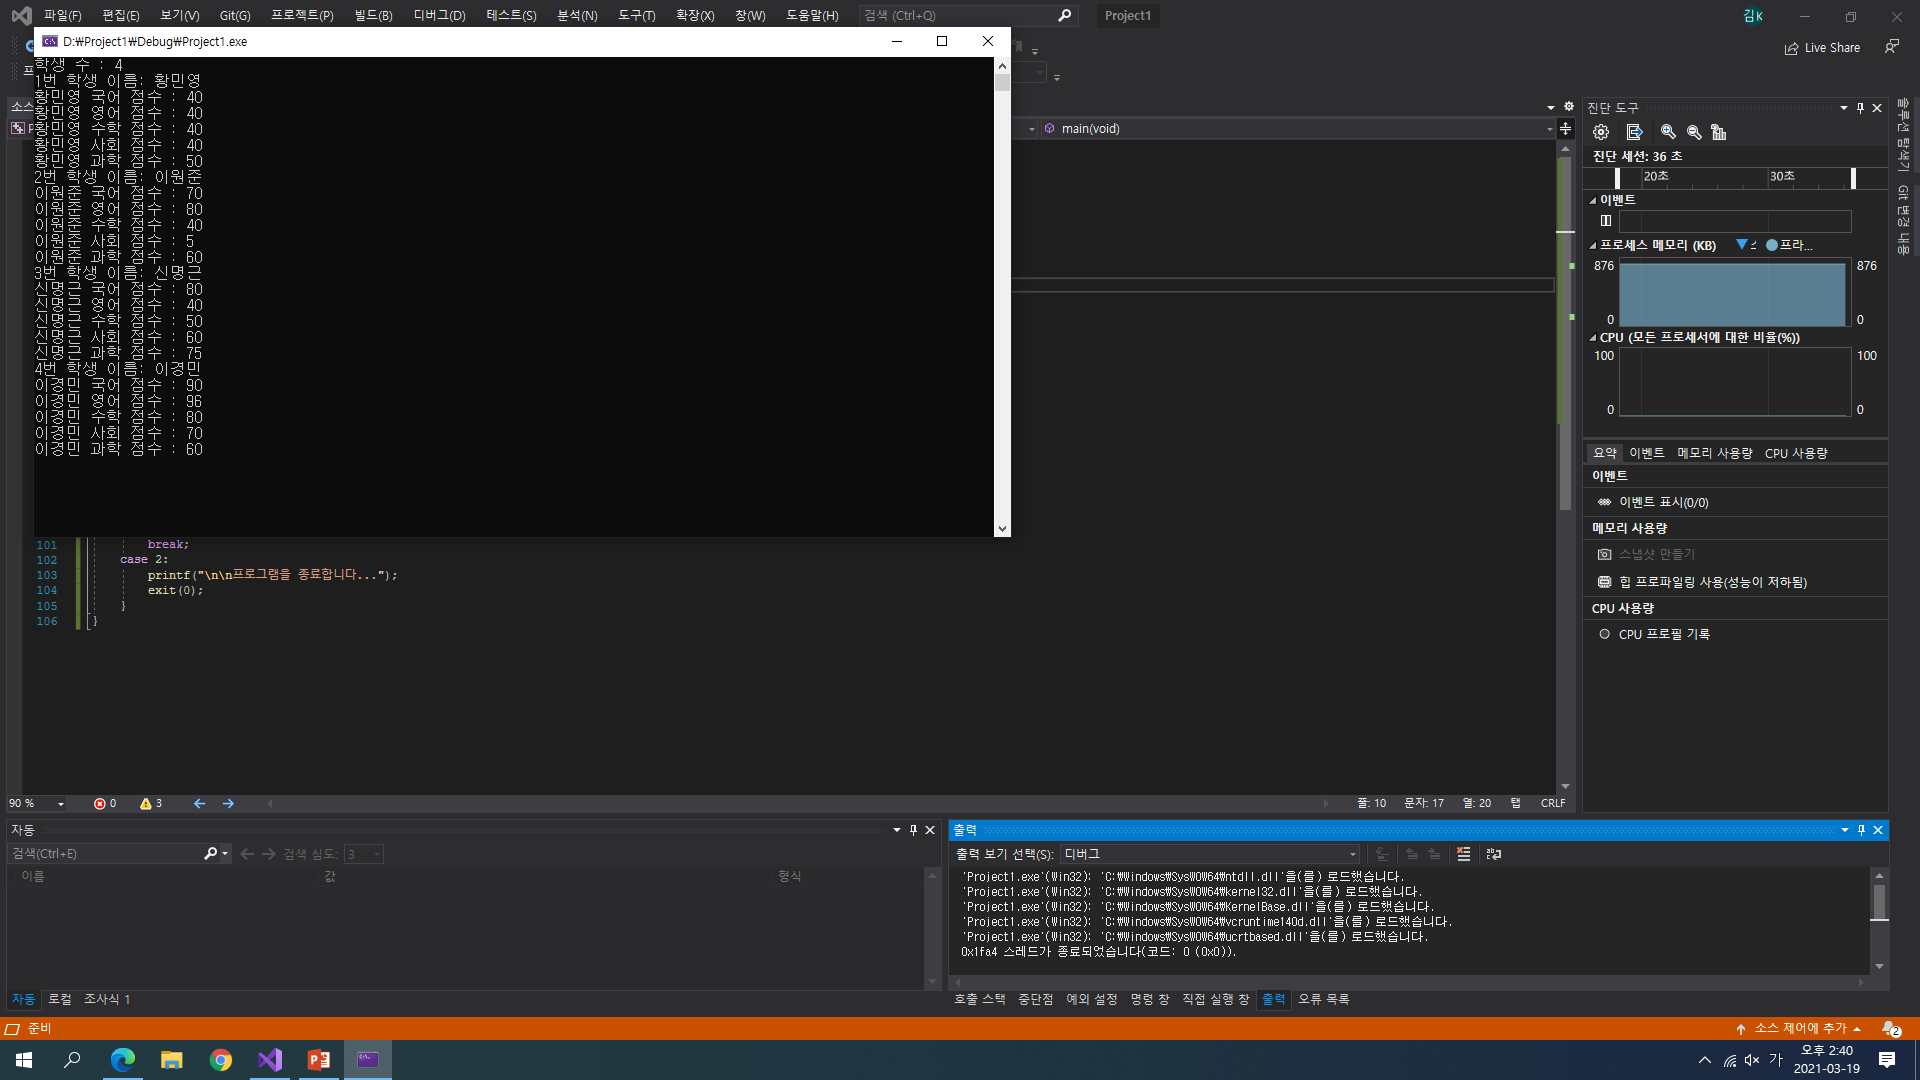 파일(F) 편집(E) 보기(V) Git(G) 프로젝트(P) 빌드(B) 디버그(D) 테스트(S) 분석(N) 도구(T) 확장(X) 창(W) 도움말(H) 검색 (Ctrl+Q) Project1 김K
Live Share
D:₩Project1₩Debug₩Project1.exe
학생 수 : 4
1번 학생 이름: 황민영
황민영 국어 점수 : 40
황민영 영어 점수 : 40
황민영 수학 점수 : 40
황민영 사회 점수 : 40
황민영 과학 점수 : 50
2번 학생 이름: 이원준
이원준 국어 점수 : 70
이원준 영어 점수 : 80
이원준 수학 점수 : 40
이원준 사회 점수 : 5
이원준 과학 점수 : 60
3번 학생 이름: 신명근
신명근 국어 점수 : 80
신명근 영어 점수 : 40
신명근 수학 점수 : 50
신명근 사회 점수 : 60
신명근 과학 점수 : 75
4번 학생 이름: 이경민
이경민 국어 점수 : 90
이경민 영어 점수 : 96
이경민 수학 점수 : 80
이경민 사회 점수 : 70
이경민 과학 점수 : 60
main(void)
101 break;
102 case 2:
103 printf("\n\n프로그램을 종료합니다...");
104 exit(0);
105 }
106 }
90 % 0 3 줄: 10 문자: 17 열: 20 탭 CRLF
진단 도구
진단 세션: 36 초
20초 30초
이벤트
프로세스 메모리 (KB) 프라...
876 876
0 0
CPU (모든 프로세서에 대한 비율(%))
100 100
0 0
요약 이벤트 메모리 사용량 CPU 사용량
이벤트
이벤트 표시(0/0)
메모리 사용량
스냅샷 만들기
힙 프로파일링 사용(성능이 저하됨)
CPU 사용량
CPU 프로필 기록
솔루션 탐색기
Git 변경 내용
자동
검색(Ctrl+E) 검색 심도: 3
이름 값 형식
자동 로컬 조사식 1
출력
출력 보기 선택(S): 디버그
'Project1.exe'(Win32): 'C:₩Windows₩SysWOW64₩ntdll.dll'을(를) 로드했습니다.
'Project1.exe'(Win32): 'C:₩Windows₩SysWOW64₩kernel32.dll'을(를) 로드했습니다.
'Project1.exe'(Win32): 'C:₩Windows₩SysWOW64₩KernelBase.dll'을(를) 로드했습니다.
'Project1.exe'(Win32): 'C:₩Windows₩SysWOW64₩vcruntime140d.dll'을(를) 로드했습니다.
'Project1.exe'(Win32): 'C:₩Windows₩SysWOW64₩ucrtbased.dll'을(를) 로드했습니다.
0x1fa4 스레드가 종료되었습니다(코드: 0 (0x0)).
호출 스택 중단점 예외 설정 명령 창 직접 실행 창 출력 오류 목록
준비 소스 제어에 추가 2
가 오후 2:40
2021-03-19